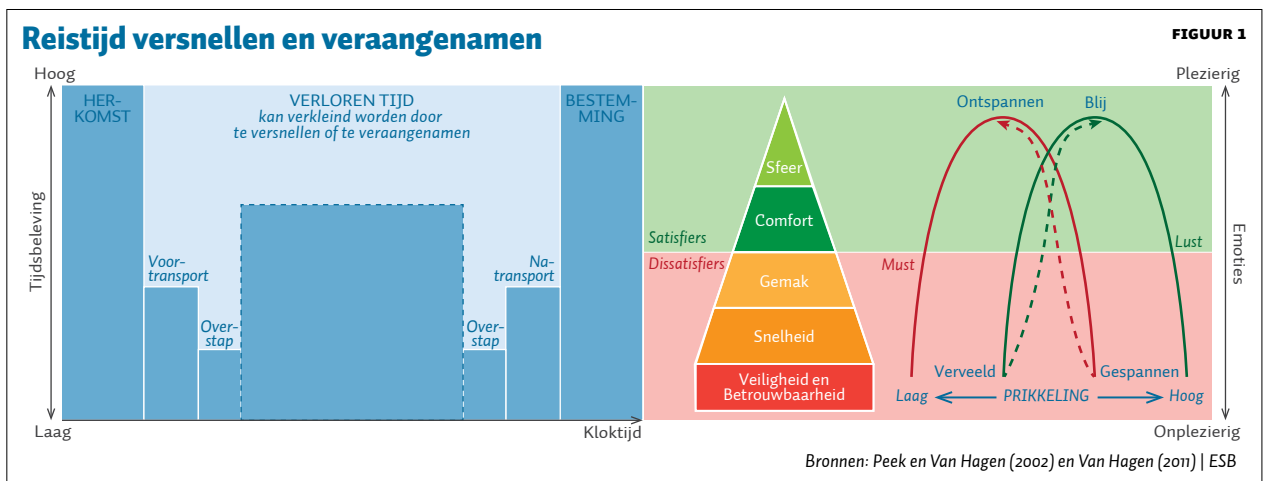 Reistijd versnellen en veraangenamen
FIGUUR 1
Hoog
Plezierig
HER-
KOMST
VERLOREN TIJD
kan verkleind worden door
te versnellen of te veraangenamen
BESTEM-
MING
Tijdsbeleving
Voor-
transport
Over-
stap
Over-
stap
Na-
transport
Laag
Kloktijd
Sfeer
Comfort
Satisfiers
Dissatisfiers
Gemak
Snelheid
Veiligheid en
Betrouwbaarheid
Ontspannen
Blij
Must
Lust
Verveeld
Gespannen
Laag
PRIKKELING
Hoog
Emoties
Onplezierig
Bronnen: Peek en Van Hagen (2002) en Van Hagen (2011) | ESB